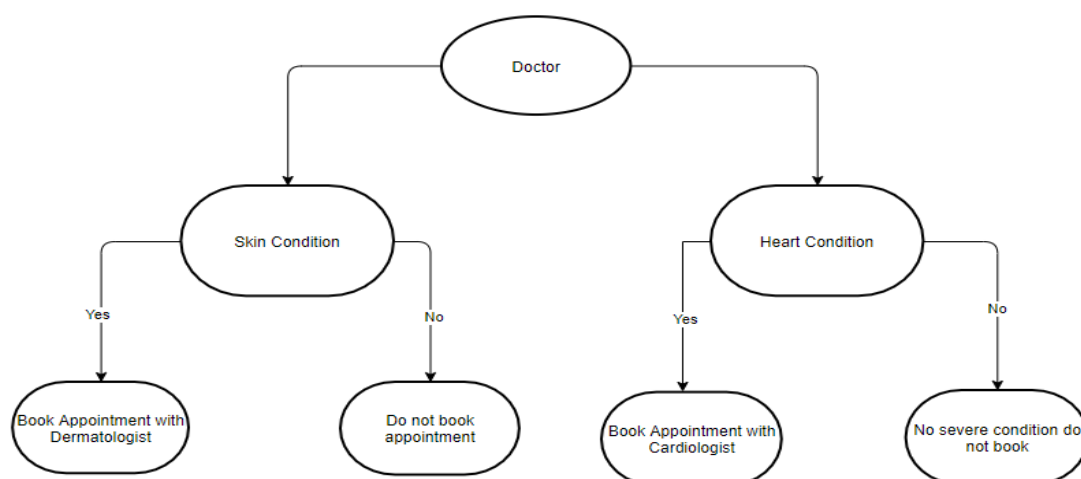 Doctor
Skin Condition
Heart Condition
Yes
No
Yes
No
Book Appointment with
Dermatologist
Do not book
appointment
Book Appointment with
Cardiologist
No severe condition do
not book